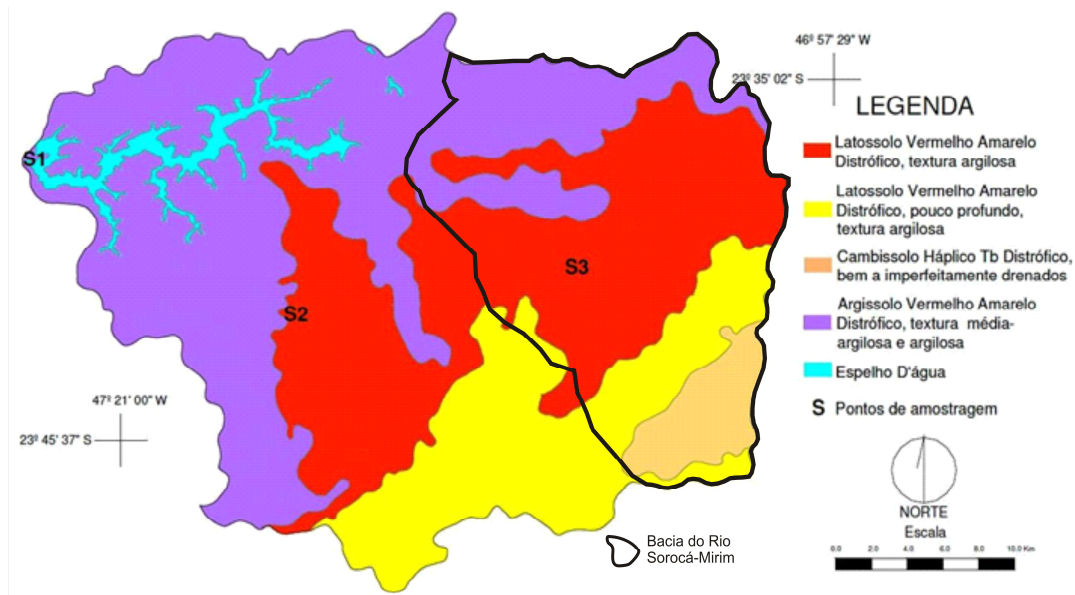 46º 57' 29" W
23º 35' 02" S
LEGENDA
Latossolo Vermelho Amarelo
Distrófico, textura argilosa
Latossolo Vermelho Amarelo
Distrófico, pouco profundo,
textura argilosa
Cambissolo Háplico Tb Distrófico,
bem a imperfeitamente drenados
Argissolo Vermelho Amarelo
Distrófico, textura média-
argilosa e argilosa
Espelho D'água
S Pontos de amostragem
S1
S2
S3
47º 21' 00" W
23º 45' 37" S
NORTE
Escala
0.0 2.0 4.0 6.0 8.0 10.0 Km
Bacia do Rio
Sorocá-Mirim